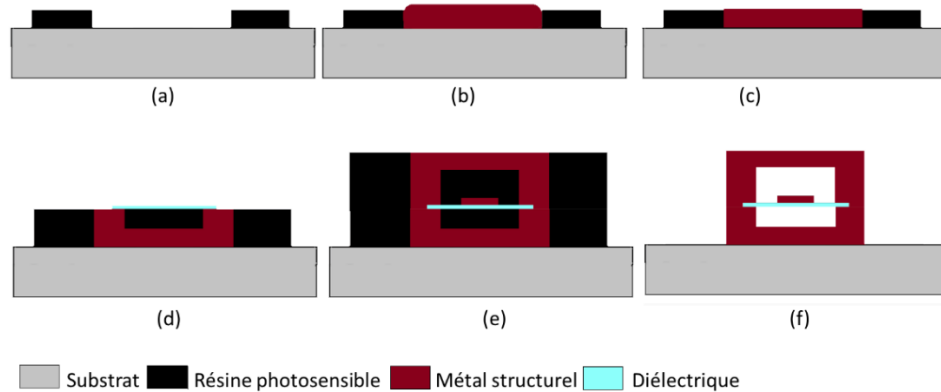 (a)
(b)
(c)
(d)
(e)
(f)
Substrat Résine photosensible Métal structurel Diélectrique